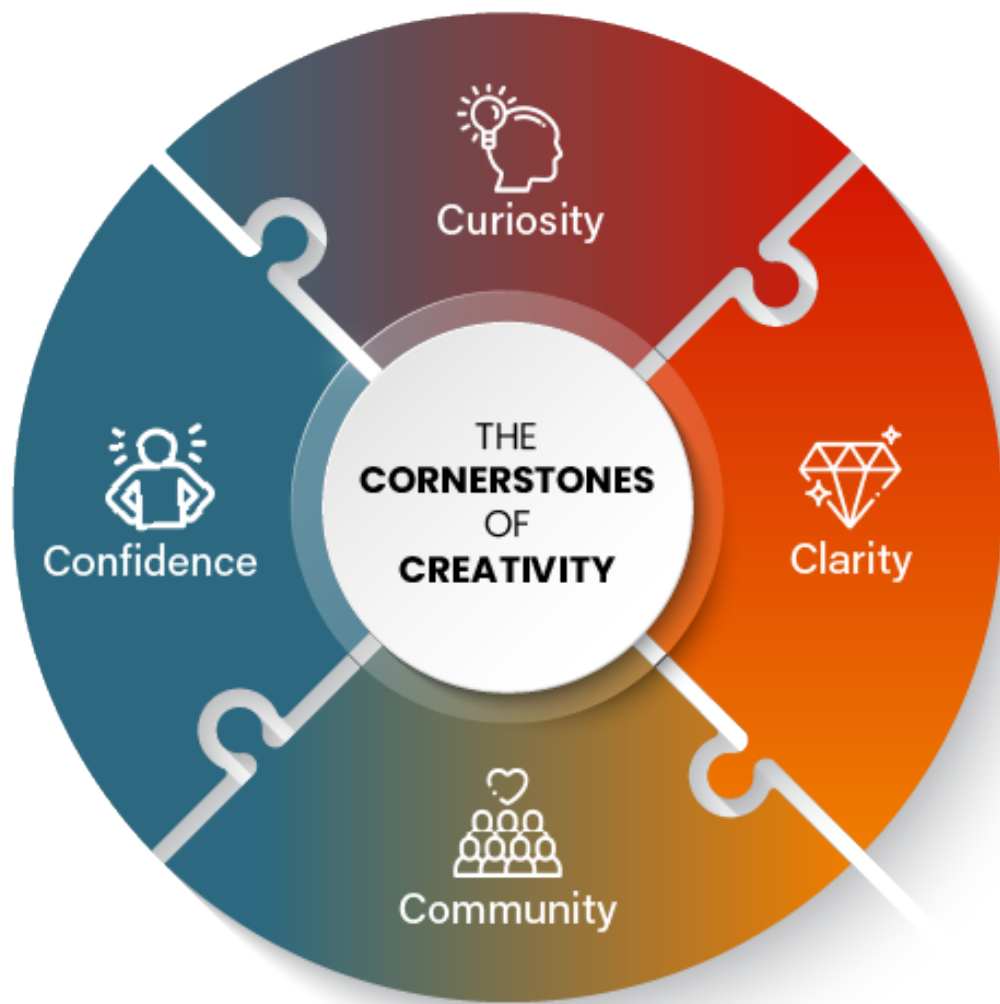 Curiosity
THE
CORNERSTONES
OF
CREATIVITY
Confidence
Clarity
Community